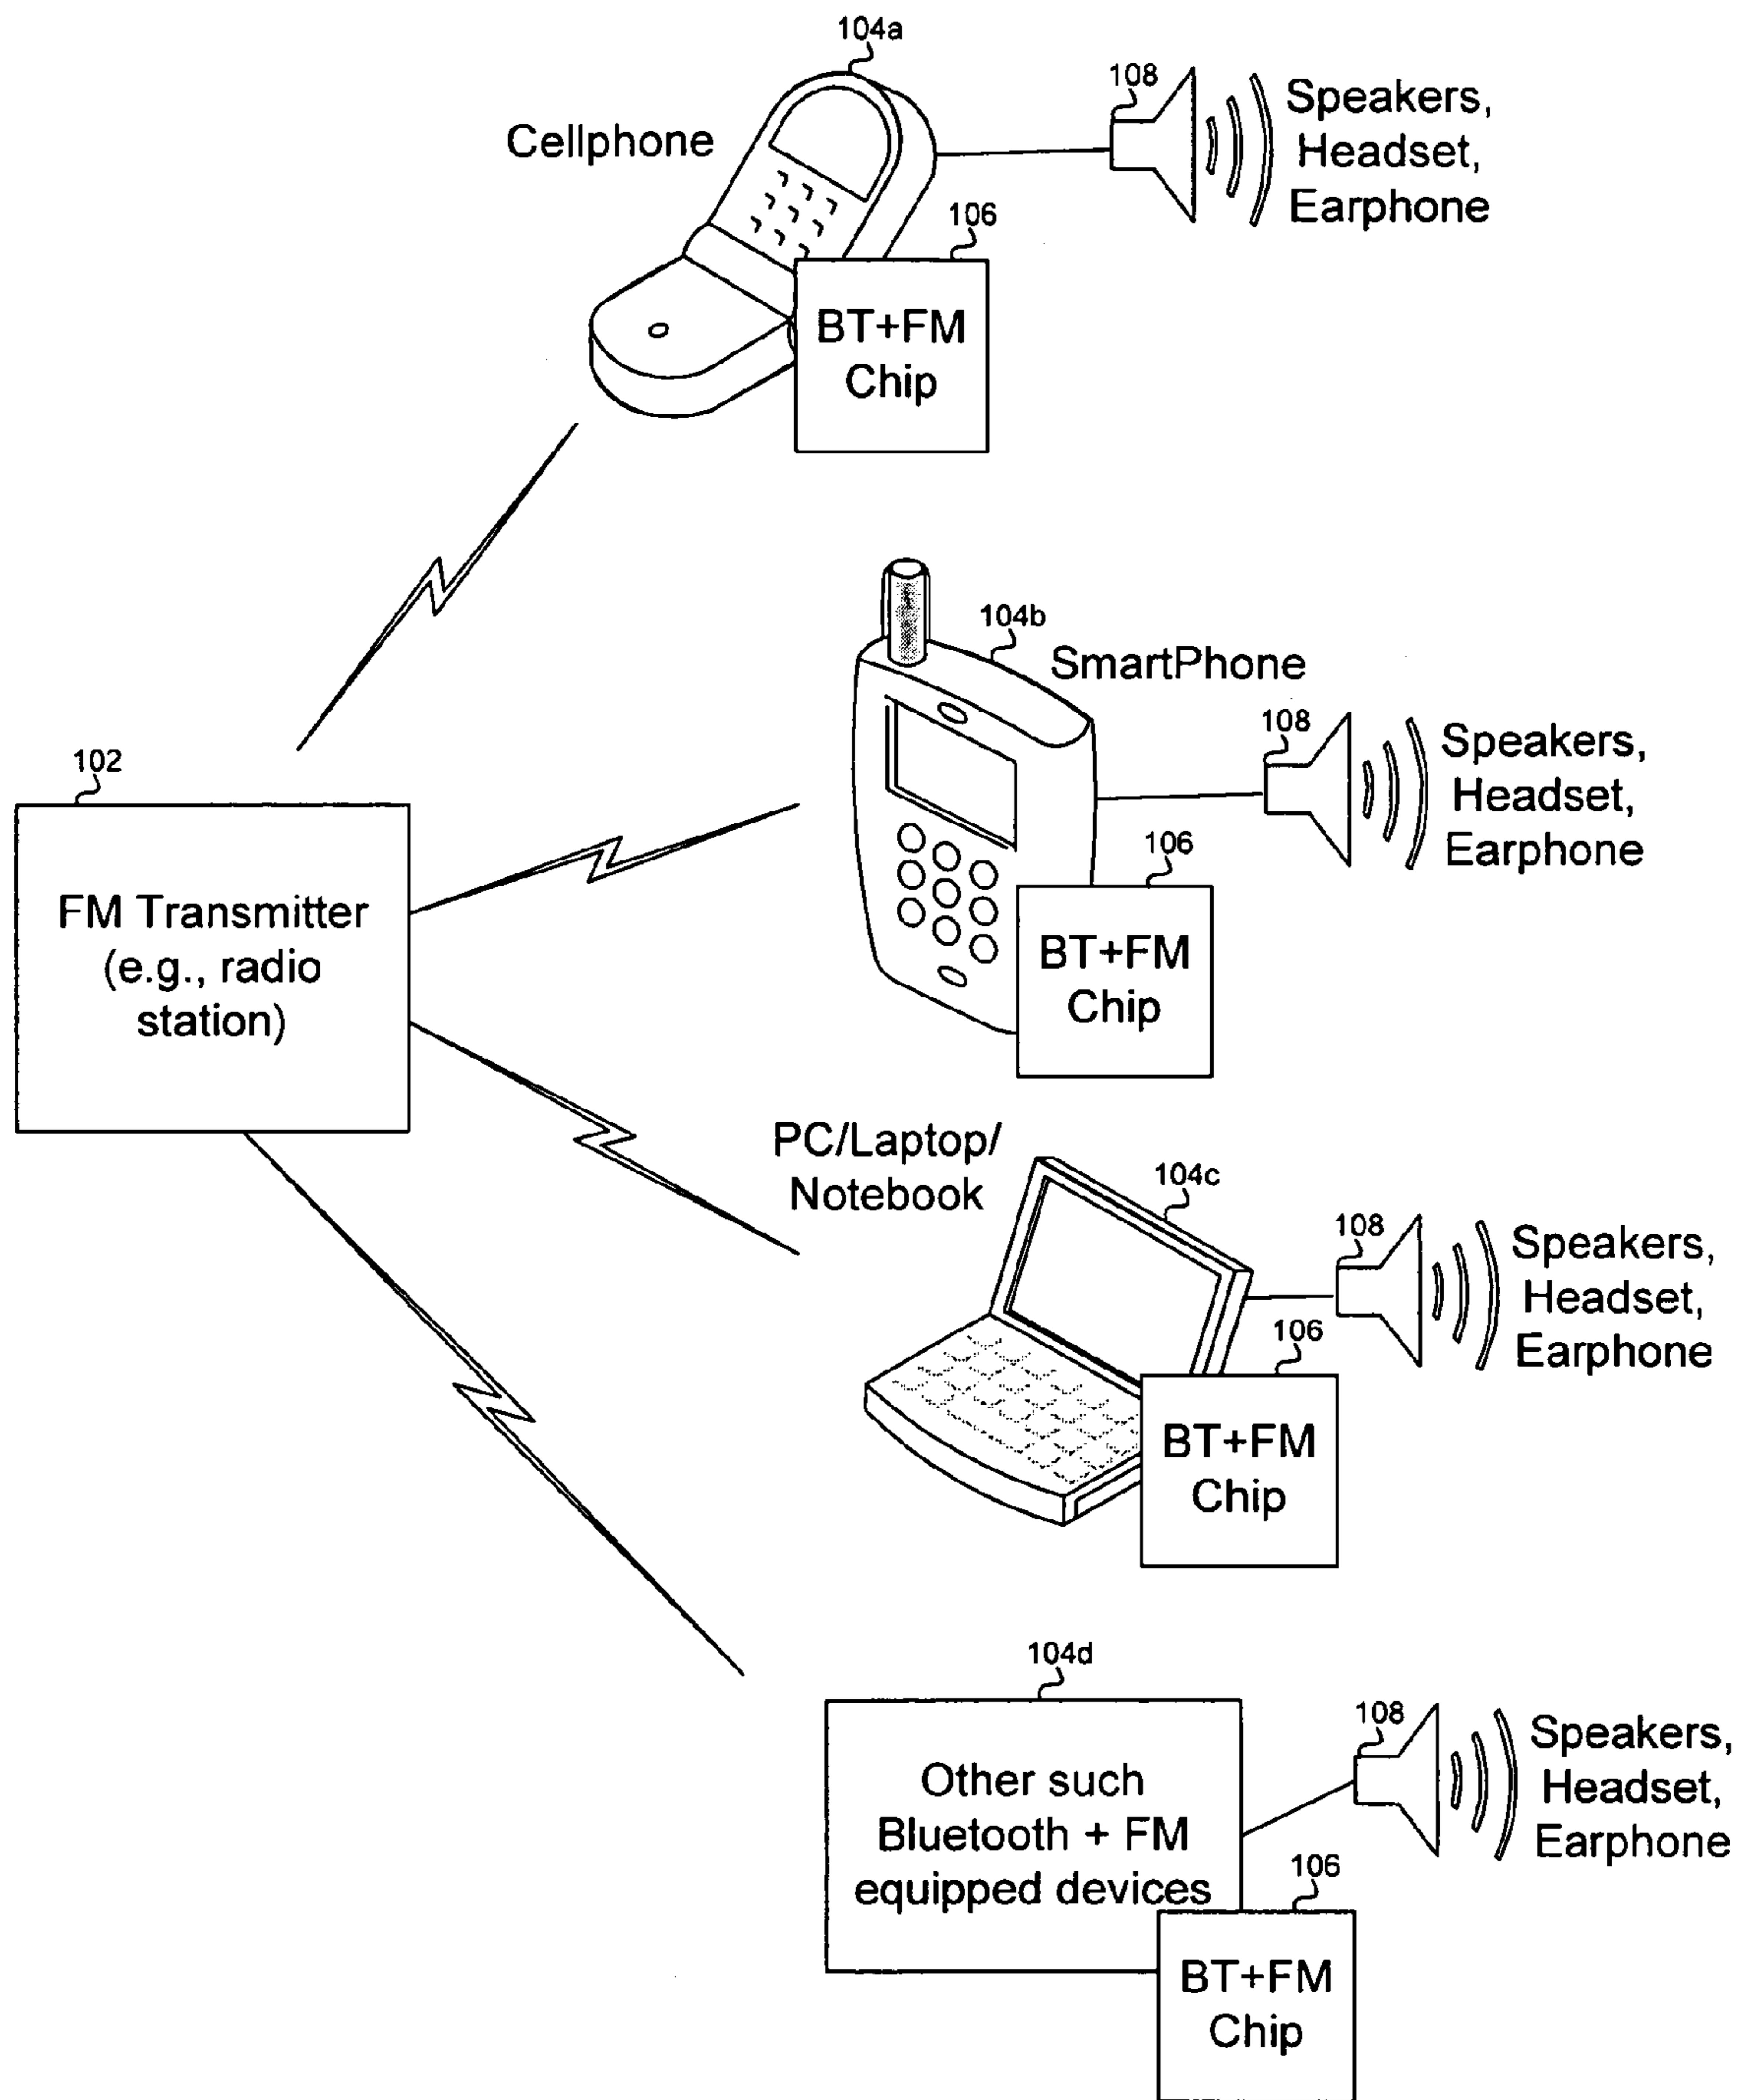 104a
108
Speakers,
Headset,
Earphone
Cellphone
106
BT+FM
Chip
104b
SmartPhone
108
Speakers,
Headset,
Earphone
102
106
FM Transmitter
(e.g., radio
station)
BT+FM
Chip
PC/Laptop/
Notebook
104c
108
Speakers,
Headset,
Earphone
106
BT+FM
Chip
104d
108
Speakers,
Headset,
Earphone
Other such
Bluetooth + FM
equipped devices
106
BT+FM
Chip